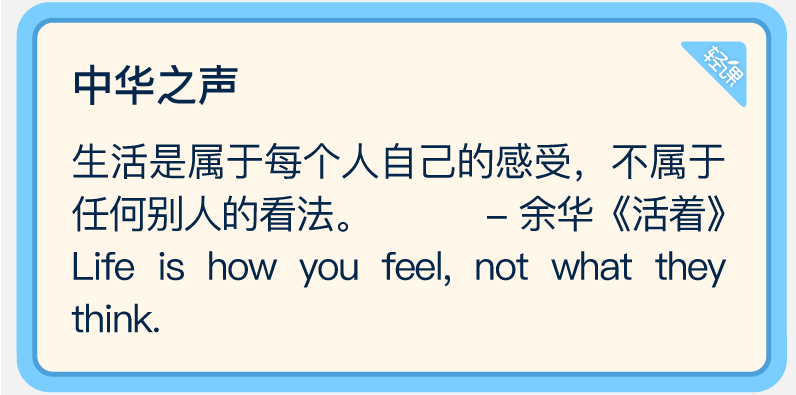 中华之声
轻课
生活是属于每个人自己的感受，不属于
任何别人的看法。 – 余华《活着》
Life is how you feel, not what they
think.